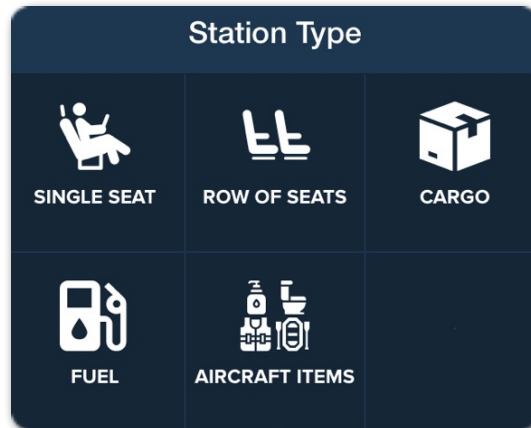 Station Type
SINGLE SEAT
ROW OF SEATS
CARGO
FUEL
AIRCRAFT ITEMS